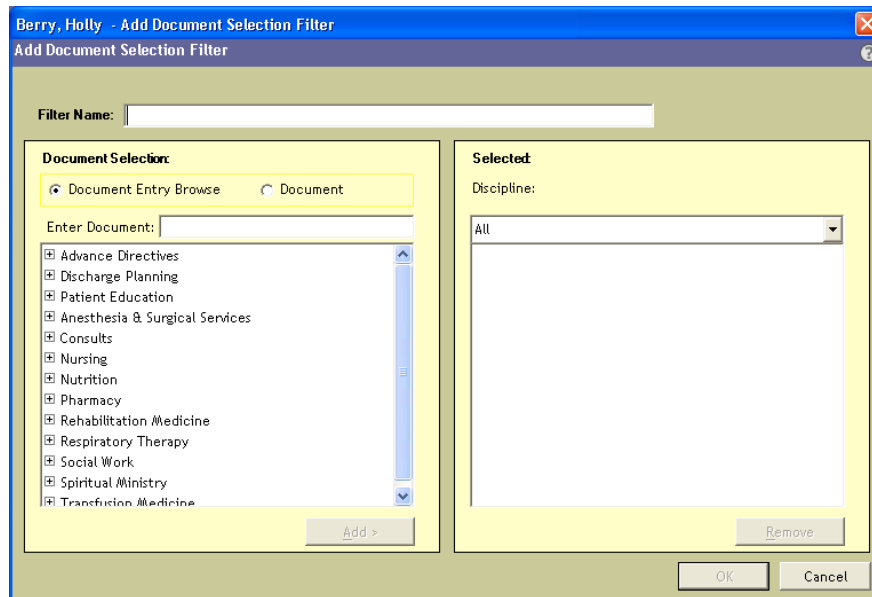 Berry, Holly - Add Document Selection Filter
Add Document Selection Filter
?
Filter Name:
Document Selection:
Document Entry Browse
Document
Enter Document:
Advance Directives
Discharge Planning
Patient Education
Anesthesia & Surgical Services
Consults
Nursing
Nutrition
Pharmacy
Rehabilitation Medicine
Respiratory Therapy
Social Work
Spiritual Ministry
Transfusion Medicine
Add >
Selected:
Discipline:
All
Remove
OK
Cancel